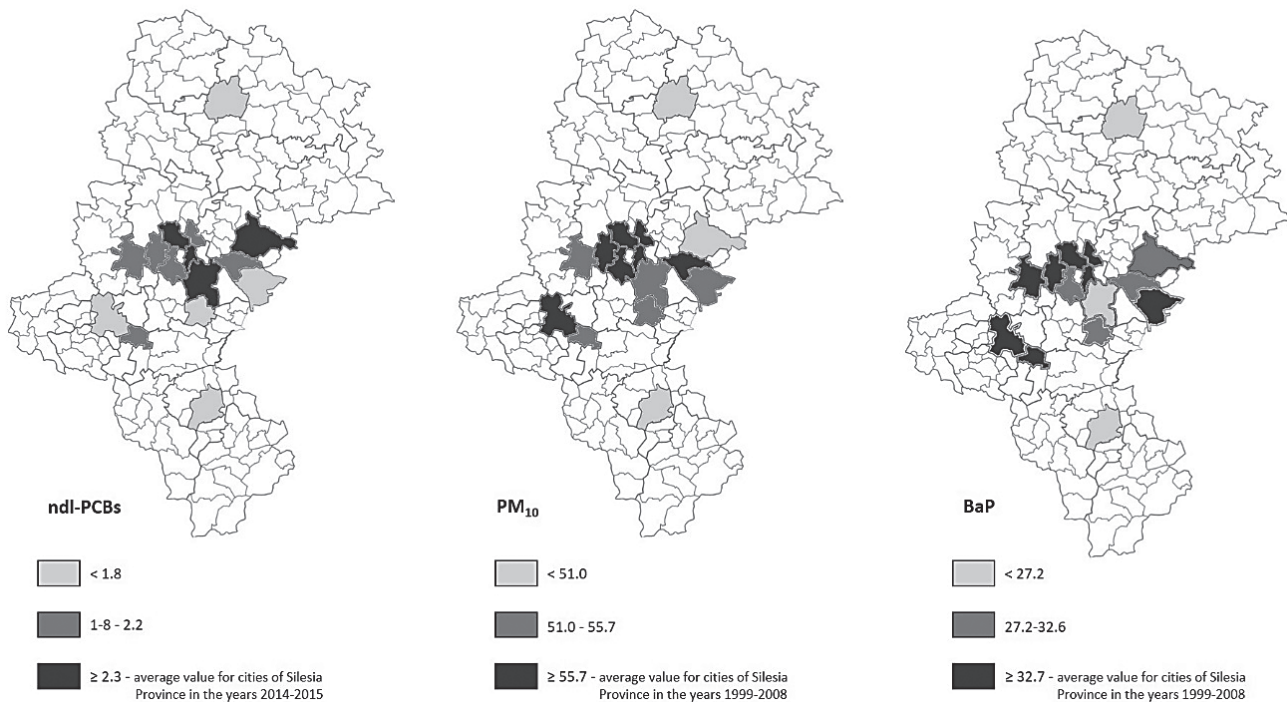 ndl-PCBs
< 1.8
1-8 - 2.2
≥ 2.3 - average value for cities of Silesia
Province in the years 2014-2015
PM₁₀
< 51.0
51.0 - 55.7
≥ 55.7 - average value for cities of Silesia
Province in the years 1999-2008
BaP
< 27.2
27.2-32.6
≥ 32.7 - average value for cities of Silesia
Province in the years 1999-2008